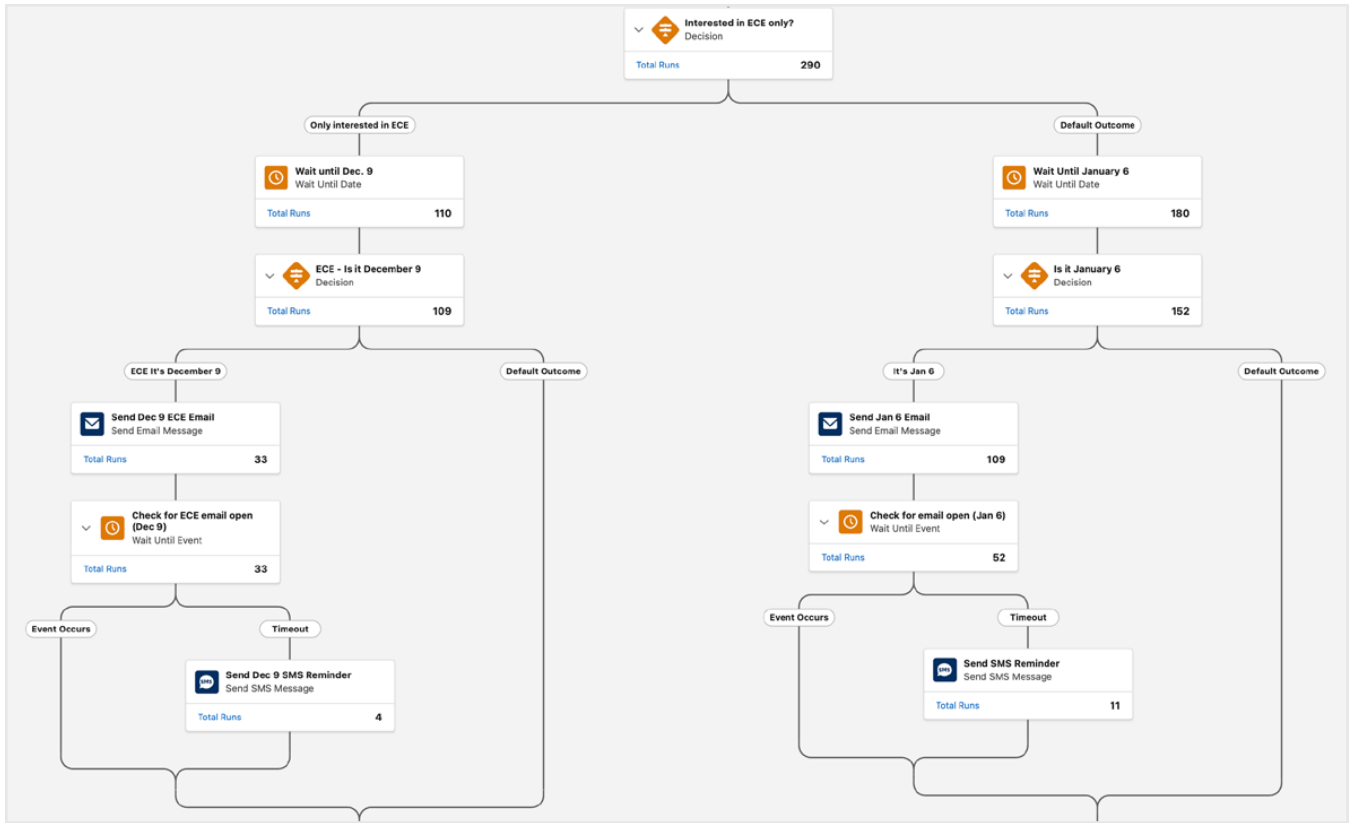 Interested in ECE only?
Decision
Total Runs 290
Only interested in ECE
Default Outcome
Wait until Dec. 9
Wait Until Date
Total Runs 110
Wait Until January 6
Wait Until Date
Total Runs 180
ECE - Is it December 9
Decision
Total Runs 109
Is it January 6
Decision
Total Runs 152
ECE It's December 9
Default Outcome
It's Jan 6
Default Outcome
Send Dec 9 ECE Email
Send Email Message
Total Runs 33
Send Jan 6 Email
Send Email Message
Total Runs 109
Check for ECE email open
(Dec 9)
Wait Until Event
Total Runs 33
Check for email open (Jan 6)
Wait Until Event
Total Runs 52
Event Occurs
Timeout
Event Occurs
Timeout
SMS
Send Dec 9 SMS Reminder
Send SMS Message
Total Runs 4
SMS
Send SMS Reminder
Send SMS Message
Total Runs 11